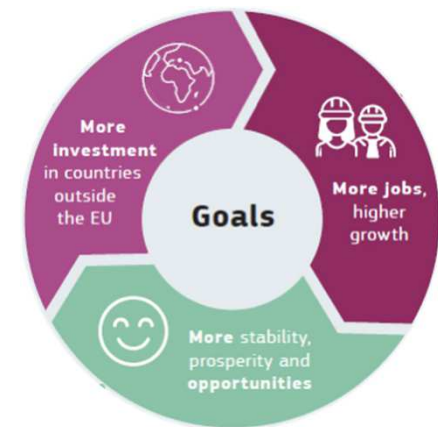 More
investment
in countries
outside
the EU
Goals
More jobs,
higher
growth
More stability,
prosperity and
opportunities